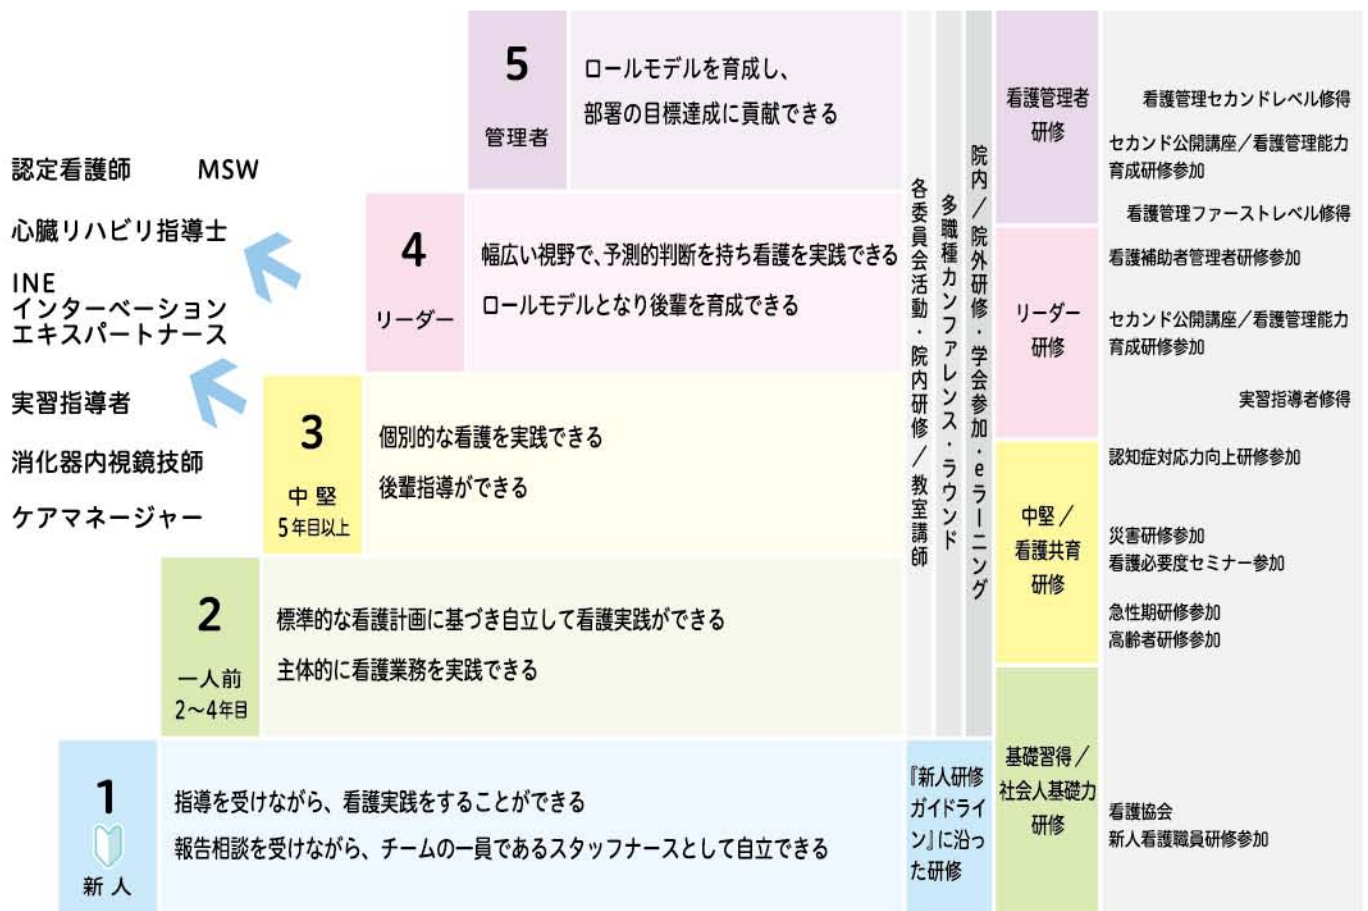 5
管理者
ロールモデルを育成し、
部署の目標達成に貢献できる
認定看護師 MSW
心臓リハビリ指導士
INE
インターベーション
エキスパートナース
実習指導者
消化器内視鏡技師
ケアマネージャー
4
リーダー
幅広い視野で、予測的判断を持ち看護を実践できる
ロールモデルとなり後輩を育成できる
3
中堅
5年目以上
個別的な看護を実践できる
後輩指導ができる
2
一人前
2〜4年目
標準的な看護計画に基づき自立して看護実践ができる
主体的に看護業務を実践できる
1
新人
指導を受けながら、看護実践をすることができる
報告相談を受けながら、チームの一員であるスタッフナースとして自立できる
各委員会活動・院内研修/教室講師
多職種カンファレンス・ラウンド
院内/院外研修・学会参加・eラーニング
『新人研修
ガイドライ
ン』に沿っ
た研修
看護管理者
研修
リーダー
研修
中堅/
看護共育
研修
基礎習得/
社会人基礎力
研修
看護管理セカンドレベル修得
セカンド公開講座/看護管理能力
育成研修参加
看護管理ファーストレベル修得
看護補助者管理者研修参加
セカンド公開講座/看護管理能力
育成研修参加
実習指導者修得
認知症対応力向上研修参加
災害研修参加
看護必要度セミナー参加
急性期研修参加
高齢者研修参加
看護協会
新人看護職員研修参加